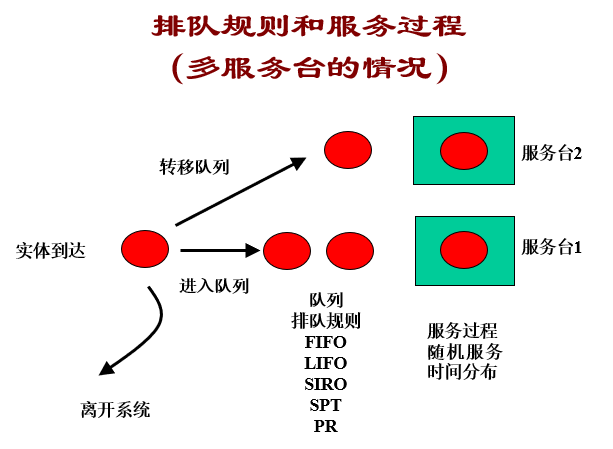 排队规则和服务过程
(多服务台的情况)
转移队列
服务台2
实体到达
服务台1
进入队列
队列
排队规则
FIFO
LIFO
SIRO
SPT
PR
服务过程
随机服务
时间分布
离开系统